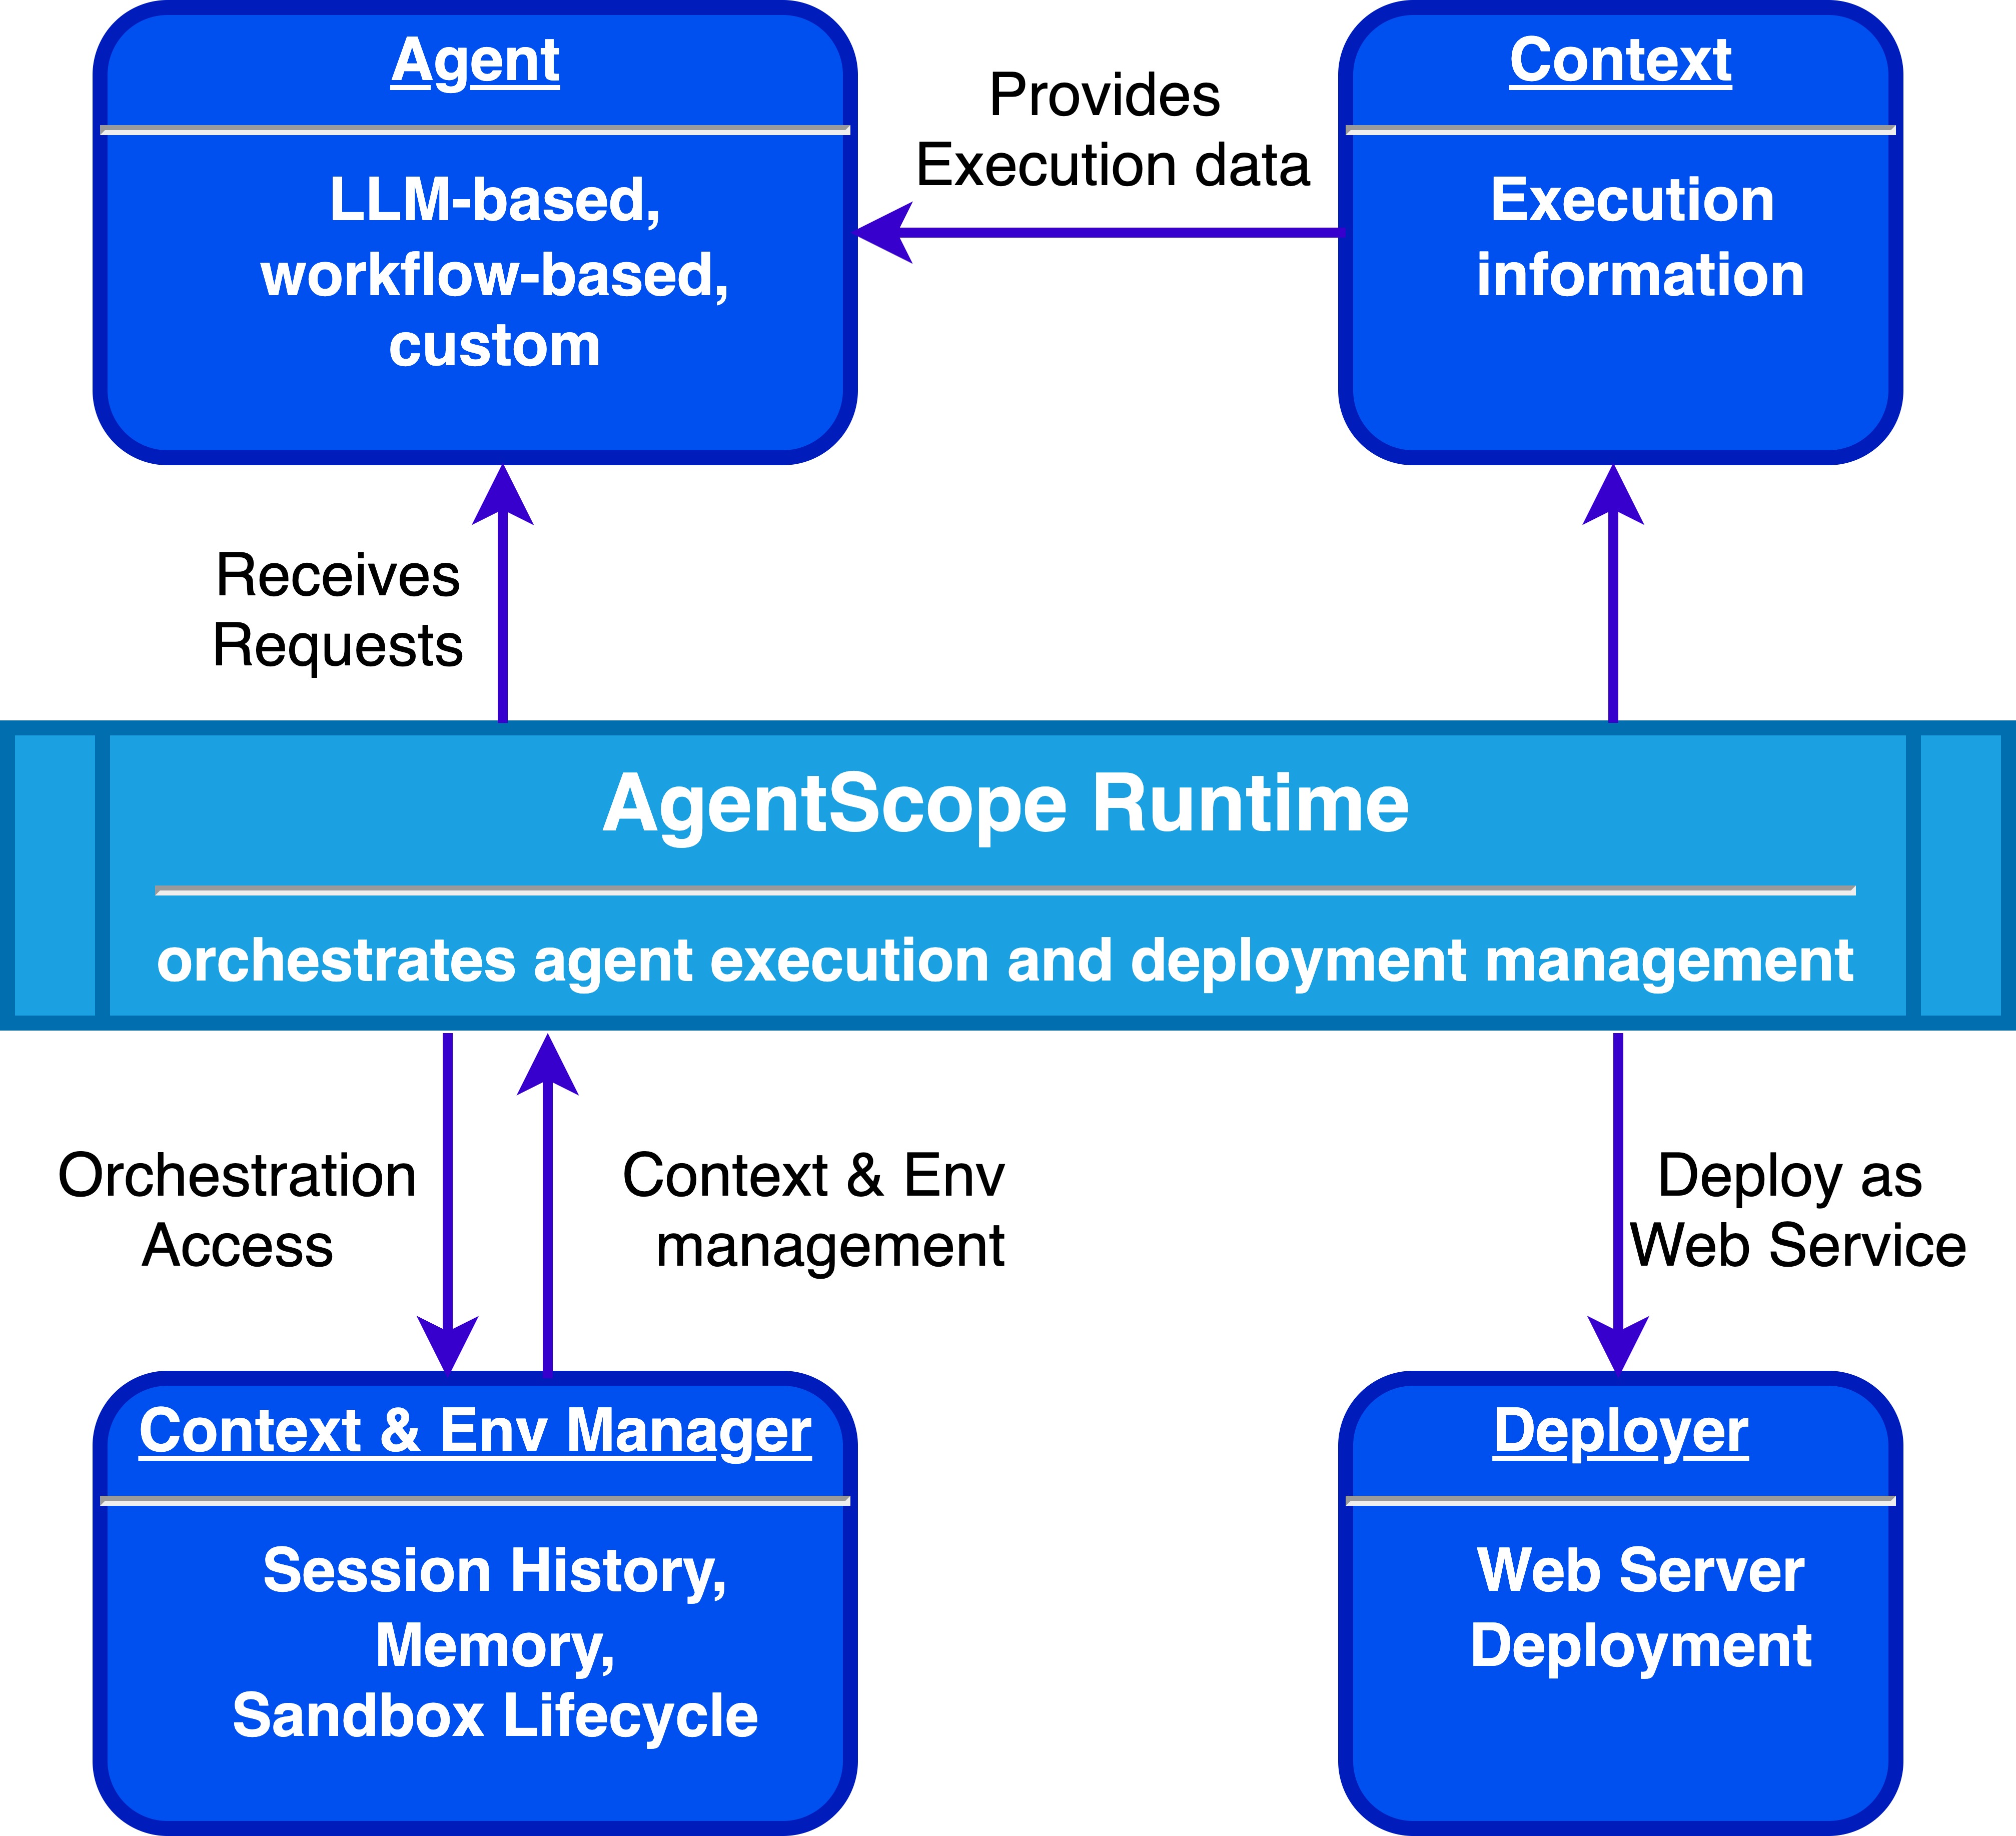 Agent
LLM-based,
workflow-based,
custom
Provides
Execution data
Context
Execution
information
Receives
Requests
AgentScope Runtime
orchestrates agent execution and deployment management
Orchestration
Access
Context & Env
management
Deploy as
Web Service
Context & Env Manager
Session History,
Memory,
Sandbox Lifecycle
Deployer
Web Server
Deployment